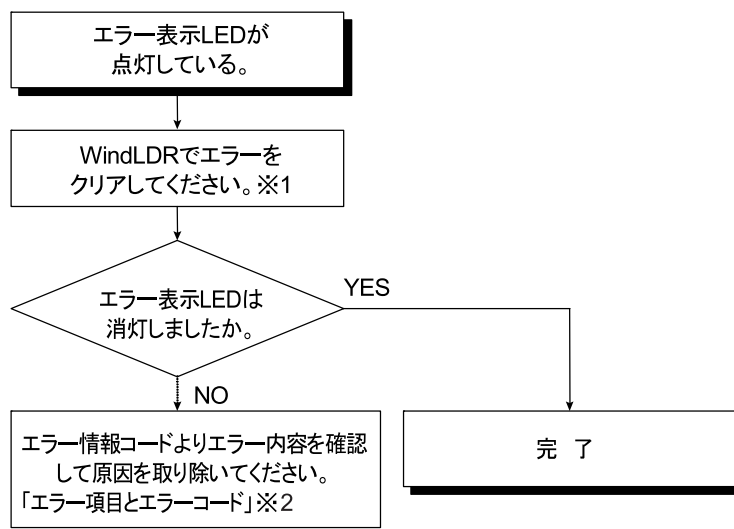 エラー表示LEDが
点灯している。
WindLDRでエラーを
クリアしてください。※1
エラー表示LEDは
消灯しましたか。
YES
NO
エラー情報コードよりエラー内容を確認
して原因を取り除いてください。
「エラー項目とエラーコード」※2
完 了